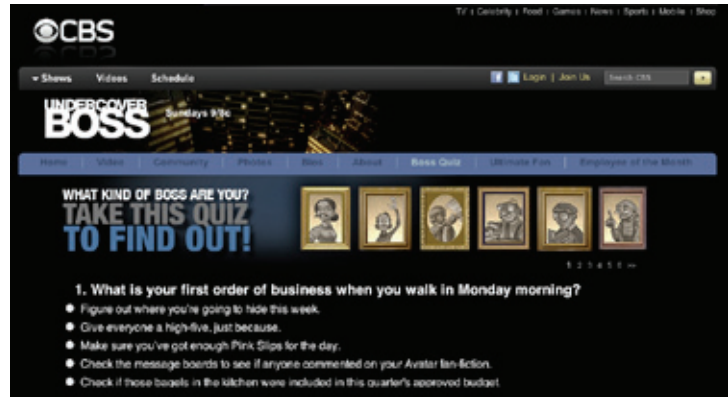 TV | Celebrity | Food | Games | News | Sports | Mobile | Shop
CBS
Shows Videos Schedule
Login | Join Us Search CBS
UNDERCOVER
BOSS
Sundays 9/8c
Home | Video | Community | Photos | Bios | About | Boss Quiz | Ultimate Fan | Employee of the Month
WHAT KIND OF BOSS ARE YOU?
TAKE THIS QUIZ
TO FIND OUT!
1 2 3 4 5 6 >>
1. What is your first order of business when you walk in Monday morning?
Figure out where you're going to hide this week.
Give everyone a high-five, just because.
Make sure you've got enough Pink Slips for the day.
Check the message boards to see if anyone commented on your Avatar fan-fiction.
Check if those bagels in the kitchen were included in this quarter's approved budget.